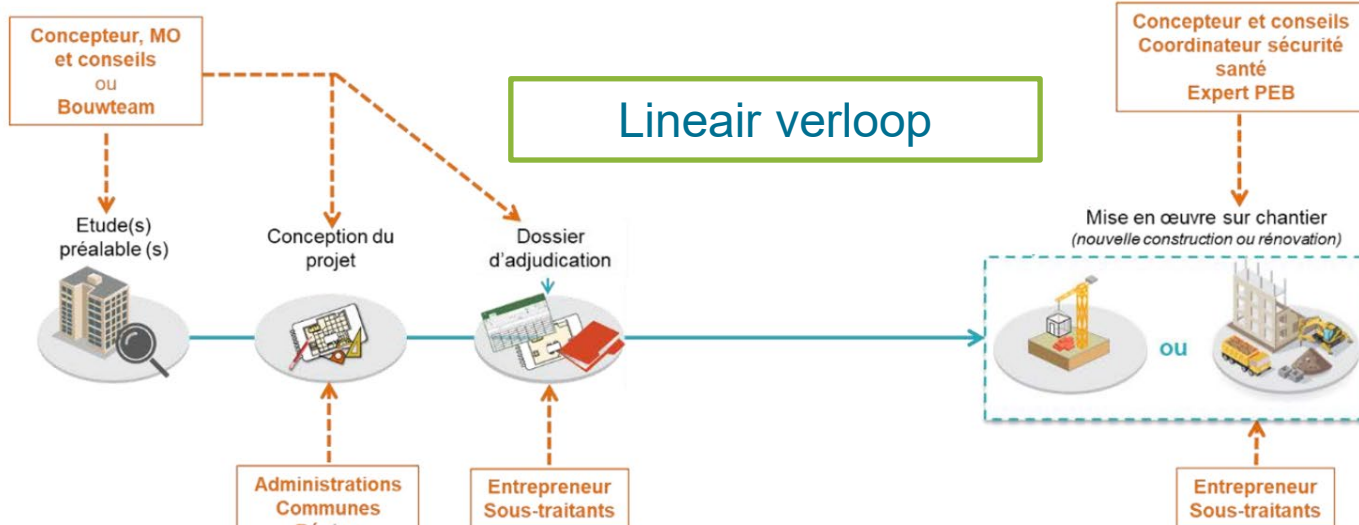 Concepteur, MO
et conseils
ou
Bouwteam
Lineair verloop
Concepteur et conseils
Coordinateur sécurité
santé
Expert PEB
Etude(s)
préalable (s)
Conception du
projet
Dossier
d'adjudication
Mise en œuvre sur chantier
(nouvelle construction ou rénovation)
ou
Administrations
Communes
Entrepreneur
Sous-traitants
Entrepreneur
Sous-traitants